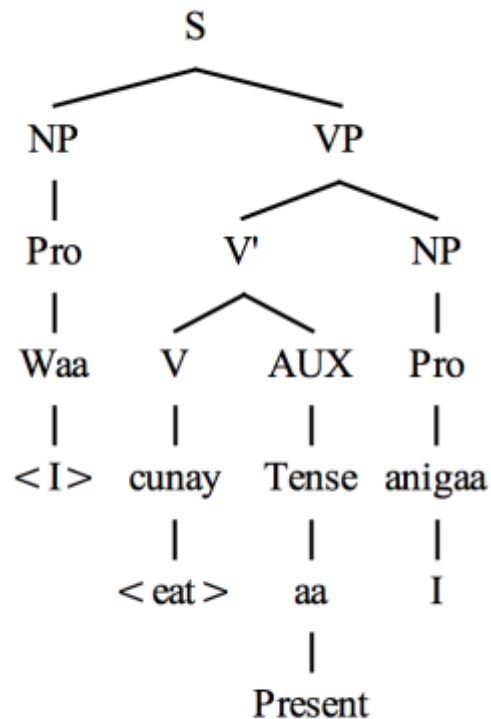 S
NP VP
Pro V' NP
Waa V AUX Pro
<I> cunay Tense anigaa
<eat> aa I
Present